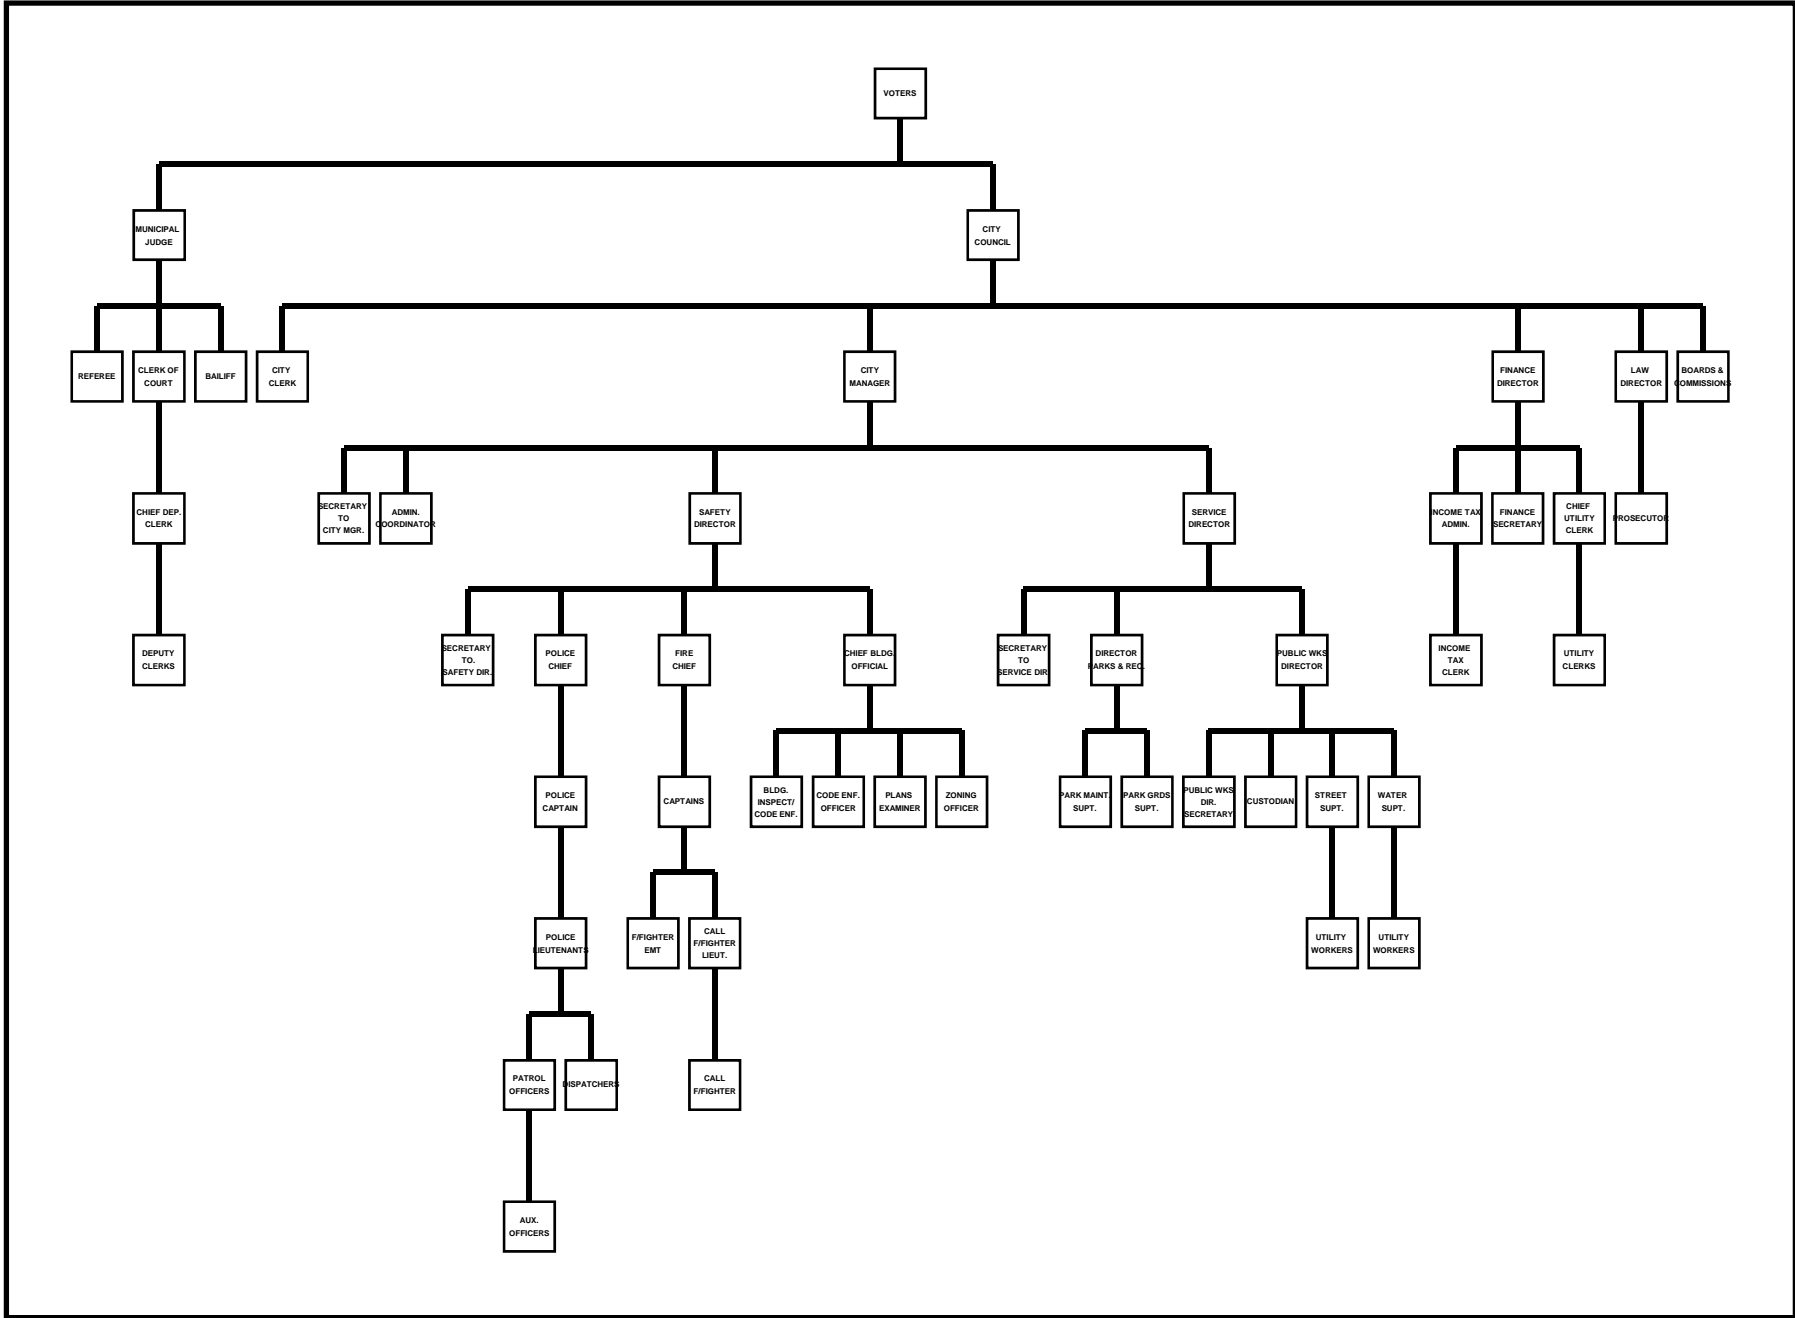 VOTERS
MUNICIPAL
JUDGE
CITY
COUNCIL
REFEREE
CLERK OF
COURT
BAILIFF
CITY
CLERK
CITY
MANAGER
FINANCE
DIRECTOR
LAW
DIRECTOR
BOARDS &
COMMISSIONS
CHIEF DEP.
CLERK
SECRETARY
TO
CITY MGR.
ADMIN.
COORDINATOR
SAFETY
DIRECTOR
SERVICE
DIRECTOR
INCOME TAX
ADMIN.
FINANCE
SECRETARY
CHIEF
UTILITY
CLERK
PROSECUTOR
DEPUTY
CLERKS
SECRETARY
TO.
SAFETY DIR.
POLICE
CHIEF
FIRE
CHIEF
CHIEF BLDG.
OFFICIAL
SECRETARY
TO
SERVICE DIR
DIRECTOR
PARKS & REC.
PUBLIC WKS
DIRECTOR
INCOME
TAX
CLERK
UTILITY
CLERKS
POLICE
CAPTAIN
CAPTAINS
BLDG.
INSPECT/
CODE ENF.
CODE ENF.
OFFICER
PLANS
EXAMINER
ZONING
OFFICER
PARK MAINT.
SUPT.
PARK GRDS
SUPT.
PUBLIC WKS
DIR.
SECRETARY
CUSTODIAN
STREET
SUPT.
WATER
SUPT.
POLICE
LIEUTENANTS
F/FIGHTER
EMT
CALL
F/FIGHTER
LIEUT.
UTILITY
WORKERS
UTILITY
WORKERS
PATROL
OFFICERS
DISPATCHERS
CALL
F/FIGHTER
AUX.
OFFICERS